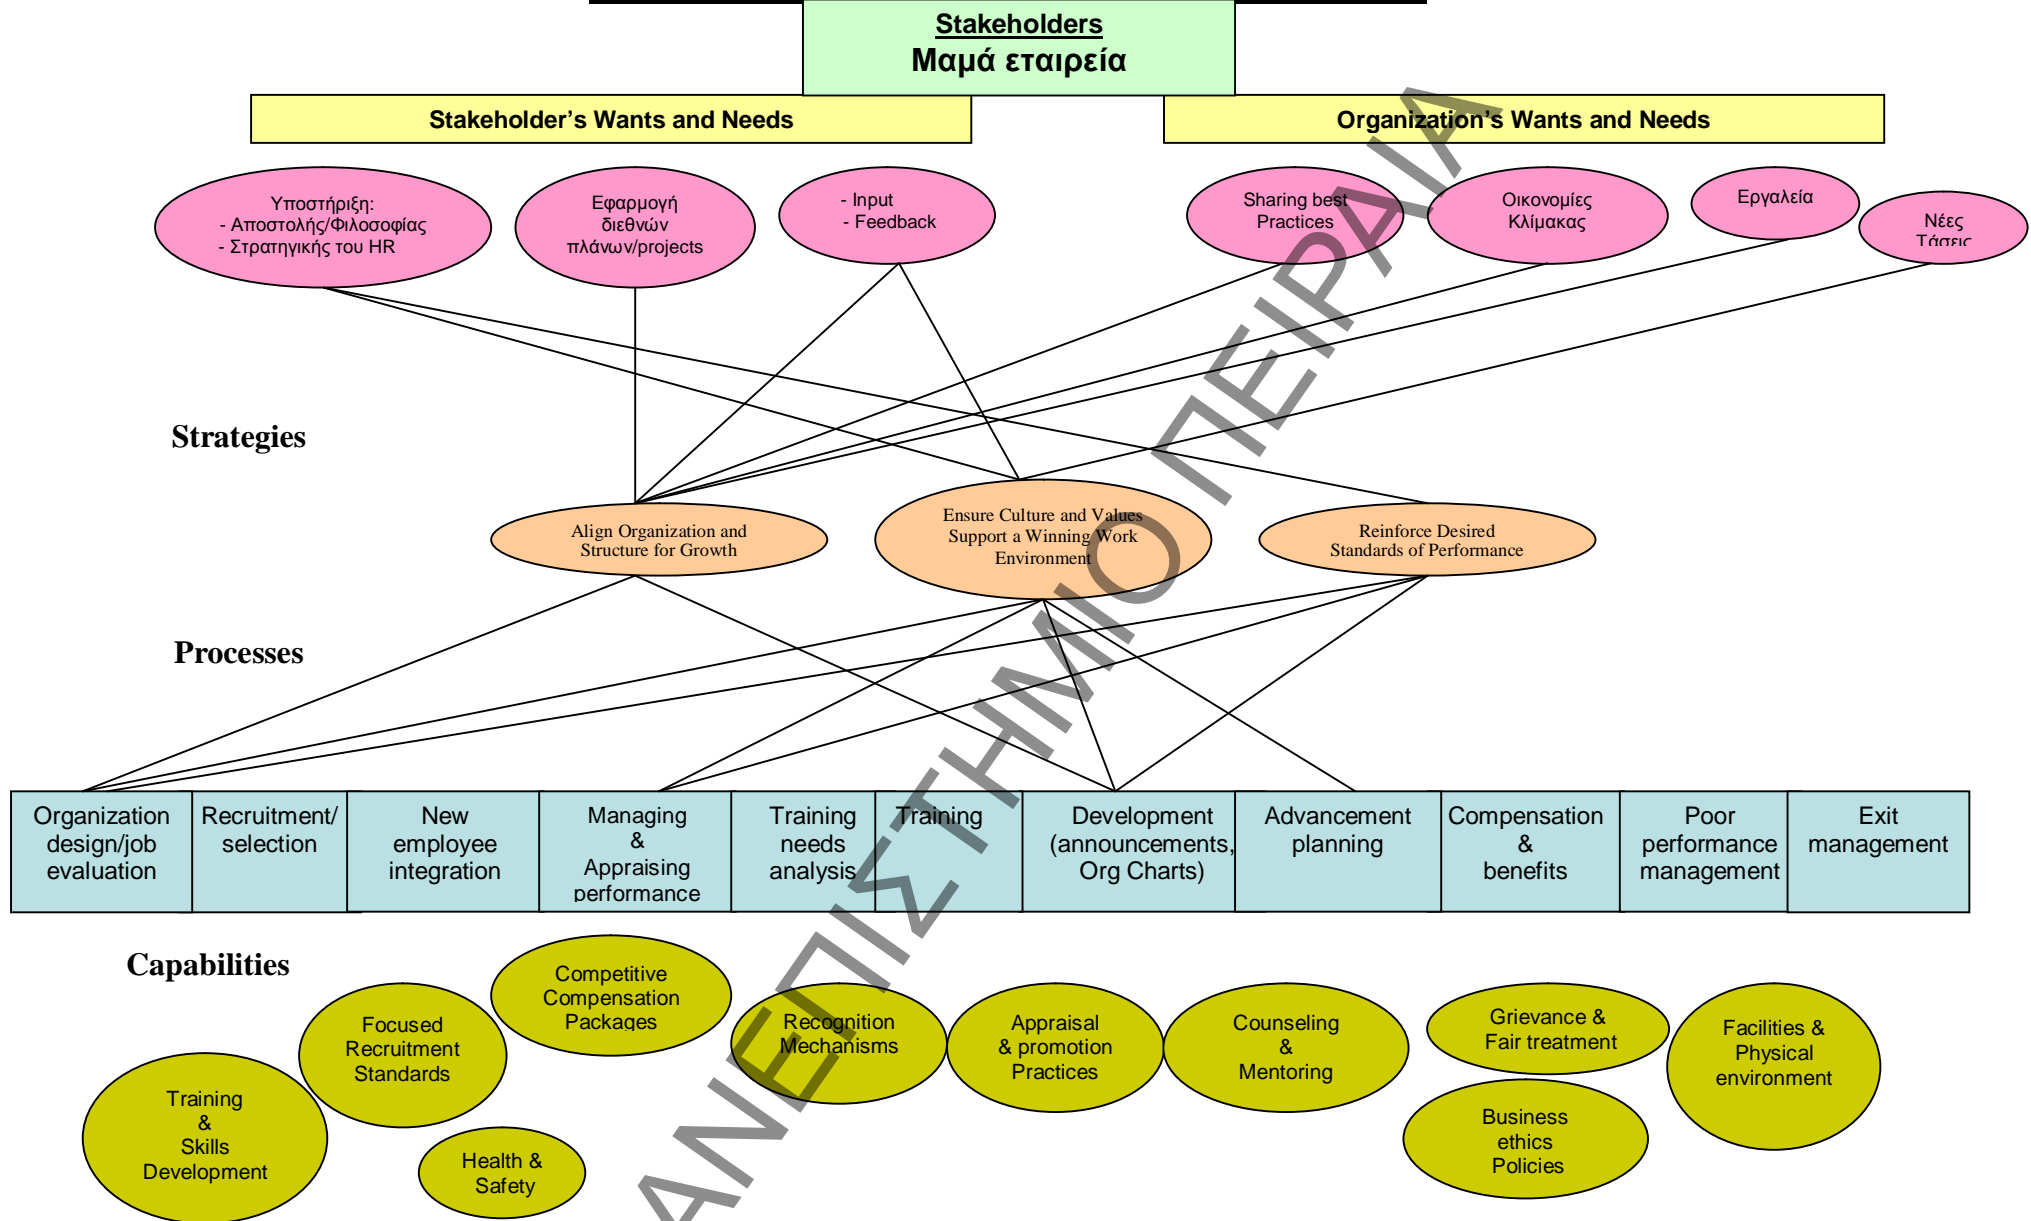 Stakeholders
Μαμά εταιρεία
Stakeholder's Wants and Needs
Organization's Wants and Needs
Υποστήριξη:
- Αποστολής/Φιλοσοφίας
- Στρατηγικής του HR
Εφαρμογή
διεθνών
πλάνων/projects
- Input
- Feedback
Sharing best
Practices
Οικονομίες
Κλίμακας
Εργαλεία
Νέες
Τάσεις
Strategies
Align Organization and
Structure for Growth
Ensure Culture and Values
Support a Winning Work
Environment
Reinforce Desired
Standards of Performance
Processes
Organization
design/job
evaluation
Recruitment/
selection
New
employee
integration
Managing
&
Appraising
performance
Training
needs
analysis
Training
Development
(announcements,
Org Charts)
Advancement
planning
Compensation
&
benefits
Poor
performance
management
Exit
management
Capabilities
Training
&
Skills
Development
Focused
Recruitment
Standards
Health &
Safety
Competitive
Compensation
Packages
Recognition
Mechanisms
Appraisal
& promotion
Practices
Counseling
&
Mentoring
Grievance &
Fair treatment
Business
ethics
Policies
Facilities &
Physical
environment
ΑΝΕΠΙΣΤΗΜΙΟ ΠΕΙΡΑΙΑ